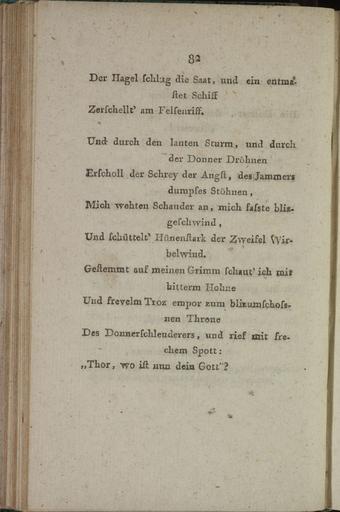 82
Der Hagel ſchlug die Saat, und ein entma-
ſtet Schiff
Zerſchellt' am Felſenriff.
Und durch den lauten Sturm, und durch
der Donner Dröhnen
Erſcholl der Schrey der Angſt, des Jammers
dumpfes Stöhnen,
Mich wehten Schauder an, mich faſste bliz-
geſchwind,
Und ſchüttelt' Hünenſtark der Zweifel Wir-
belwind.
Geſtemmt auf meinen Grimm ſchaut' ich mit
bitterm Hohne
Und frevelm Troz empor zum blizumſchoſs-
nen Throne
Des Donnerſchleuderers, und rief mit fre-
chem Spott:
„Thor, wo iſt nun dein Gott"?